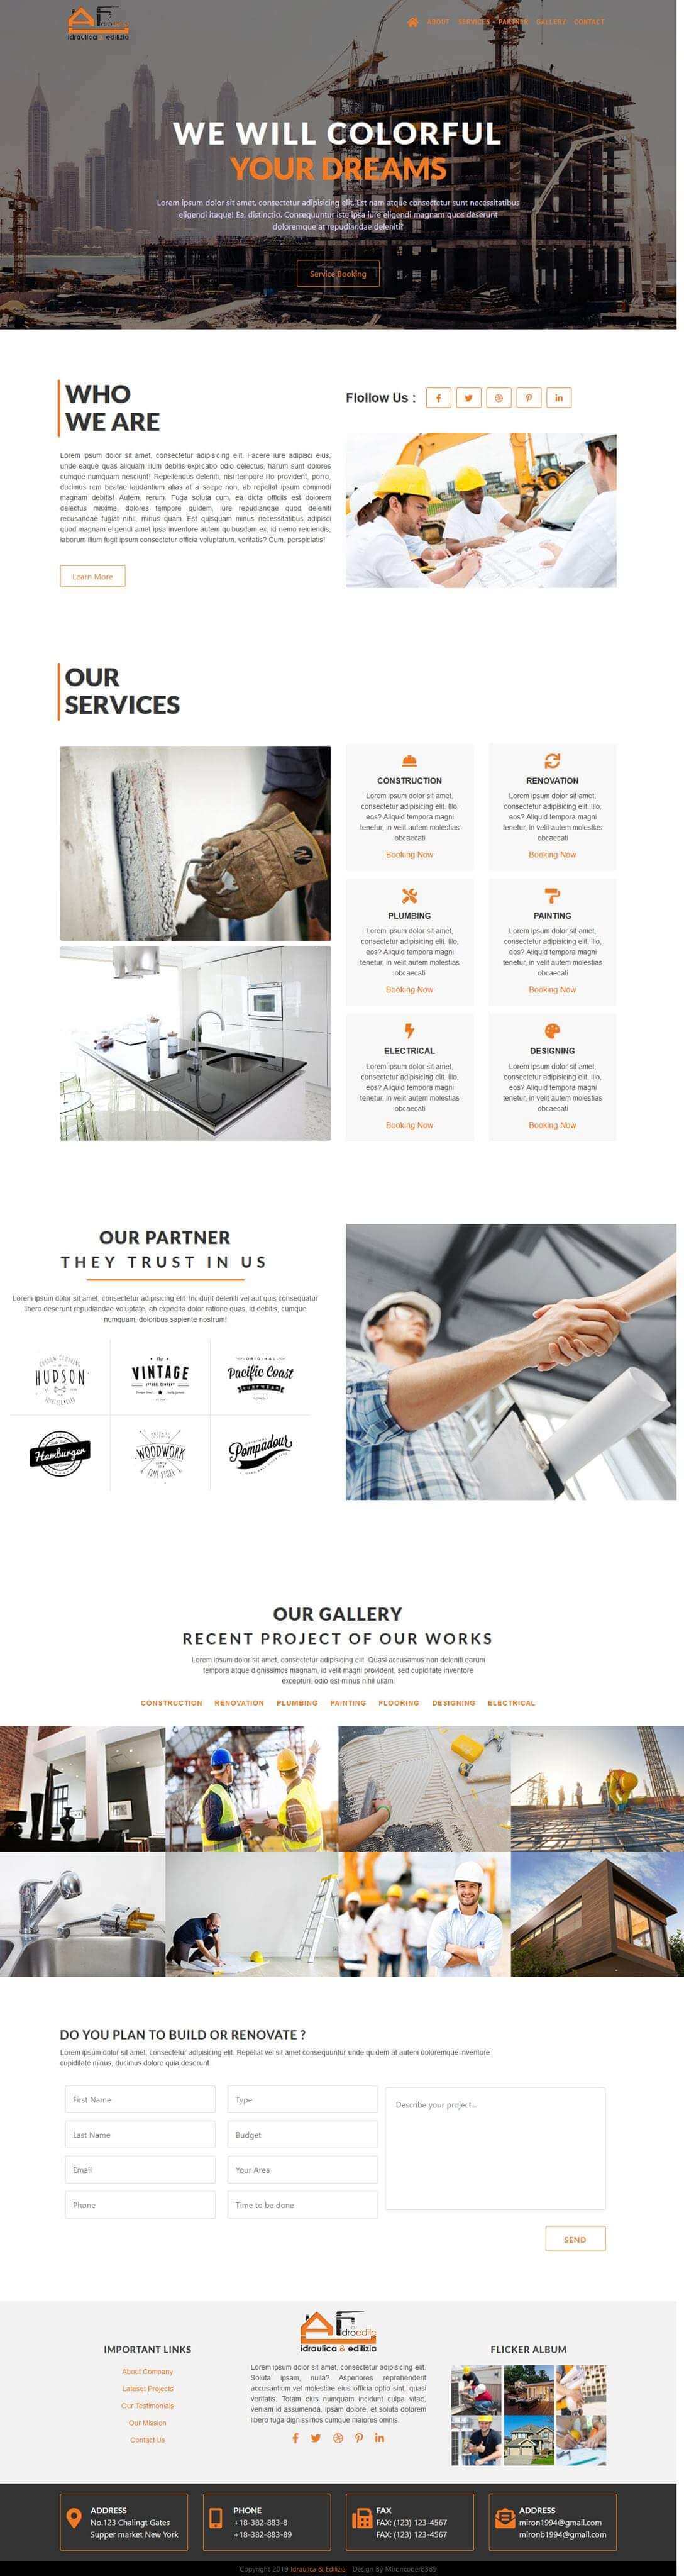 idroedile
idraulica & edilizia
ABOUT SERVICES PARTNER GALLERY CONTACT
WE WILL COLORFUL
YOUR DREAMS
Lorem ipsum dolor sit amet, consectetur adipisicing elit. Est nam atque consectetur sunt necessitatibus
eligendi itaque! Ea, distinctio. Consequuntur iste ipsa iure eligendi magnam quos deserunt
doloremque at repudiandae deleniti?
Service Booking
WHO
WE ARE
Flollow Us :
Lorem ipsum dolor sit amet, consectetur adipisicing elit. Facere iure adipisci eius,
unde eaque quas aliquam illum debitis explicabo odio delectus, harum sunt dolores
cumque numquam nesciunt! Repellendus deleniti, nisi tempore illo provident, porro,
ducimus rem beatae laudantium alias at a saepe non, ab repellat ipsum commodi
magnam debitis! Autem, rerum. Fuga soluta cum, ea dicta officiis est dolorem
delectus maxime, dolores tempore quidem, iure repudiandae quod deleniti
recusandae fugiat nihil, minus quam. Est quisquam minus necessitatibus adipisci
quod magnam eligendi amet ipsa inventore autem quibusdam ex, id nemo reiciendis,
laborum illum fugit ipsum consectetur officia voluptatum, veritatis? Cum, perspiciatis!
Learn More
OUR
SERVICES
CONSTRUCTION
Lorem ipsum dolor sit amet,
consectetur adipisicing elit. Illo,
eos? Aliquid tempora magni
tenetur, in velit autem molestias
obcaecati
Booking Now
RENOVATION
Lorem ipsum dolor sit amet,
consectetur adipisicing elit. Illo,
eos? Aliquid tempora magni
tenetur, in velit autem molestias
obcaecati
Booking Now
PLUMBING
Lorem ipsum dolor sit amet,
consectetur adipisicing elit. Illo,
eos? Aliquid tempora magni
tenetur, in velit autem molestias
obcaecati
Booking Now
PAINTING
Lorem ipsum dolor sit amet,
consectetur adipisicing elit. Illo,
eos? Aliquid tempora magni
tenetur, in velit autem molestias
obcaecati
Booking Now
ELECTRICAL
Lorem ipsum dolor sit amet,
consectetur adipisicing elit. Illo,
eos? Aliquid tempora magni
tenetur, in velit autem molestias
obcaecati
Booking Now
DESIGNING
Lorem ipsum dolor sit amet,
consectetur adipisicing elit. Illo,
eos? Aliquid tempora magni
tenetur, in velit autem molestias
obcaecati
Booking Now
OUR PARTNER
THEY TRUST IN US
Lorem ipsum dolor sit amet, consectetur adipisicing elit. Incidunt deleniti vel aut quis consequatur
libero deserunt repudiandae voluptate, ab expedita dolor ratione quas, id debitis, cumque
numquam, doloribus sapiente nostrum!
HUDSON
The
VINTAGE
APPAREL COMPANY
ORIGINAL
Pacific Coast
SURFWEAR
Hamburger
WOODWORK
Pompadour
OUR GALLERY
RECENT PROJECT OF OUR WORKS
Lorem ipsum dolor sit amet, consectetur adipisicing elit. Quasi accusamus non deleniti earum
tempora atque dignissimos magnam, id velit magni provident, sed cupiditate inventore
excepturi, odio est minus nihil ullam.
CONSTRUCTION RENOVATION PLUMBING PAINTING FLOORING DESIGNING ELECTRICAL
DO YOU PLAN TO BUILD OR RENOVATE ?
Lorem ipsum dolor sit amet, consectetur adipisicing elit. Repellat vel sit amet consequuntur unde quidem at autem doloremque inventore
cupiditate minus, ducimus dolore quia deserunt.
First Name
Type
Describe your project...
Last Name
Budget
Email
Your Area
Phone
Time to be done
SEND
IMPORTANT LINKS
About Company
Lateset Projects
Our Testimonials
Our Mission
Contact Us
idroedile
idraulica & edilizia
Lorem ipsum dolor sit amet, consectetur adipisicing elit.
Soluta ipsam, nulla? Asperiores reprehenderit
accusantium vel molestiae eius officia optio sint, quasi
veritatis. Totam eius numquam incidunt culpa vitae,
veniam id assumenda, ipsam dolore, et soluta dolorem
libero fuga dignissimos cumque maiores omnis.
FLICKER ALBUM
ADDRESS
No.123 Chalingt Gates
Supper market New York
PHONE
+18-382-883-8
+18-382-883-89
FAX
FAX: (123) 123-4567
FAX: (123) 123-4567
ADDRESS
miron1994@gmail.com
mironb1994@gmail.com
Copyright 2019 Idraulica & Edilizia Design By Mironcoder8589